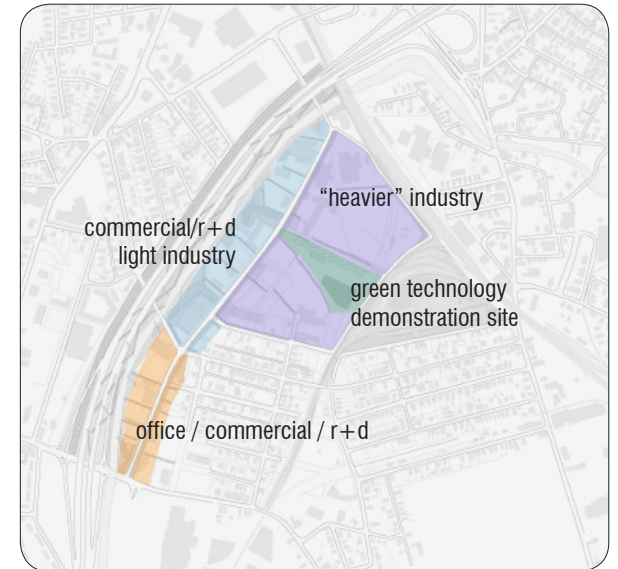 “heavier” industry
commercial/r+d
light industry
green technology
demonstration site
office / commercial / r+d